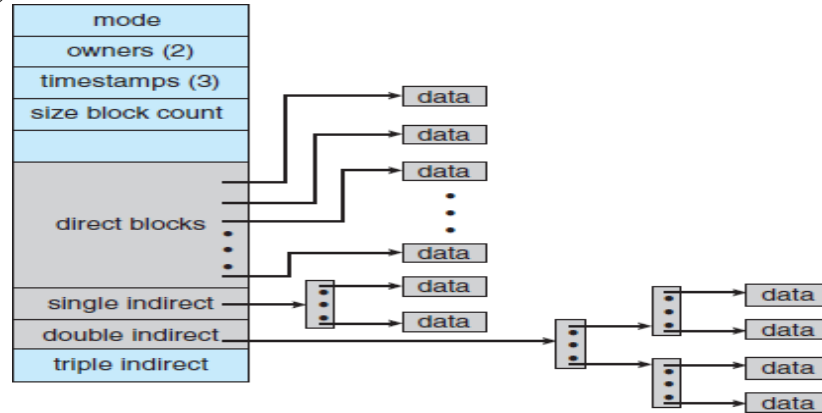 mode
owners (2)
timestamps (3)
size block count
data
data
data
direct blocks
data
single indirect
data
data
double indirect
triple indirect
data
data
data
data